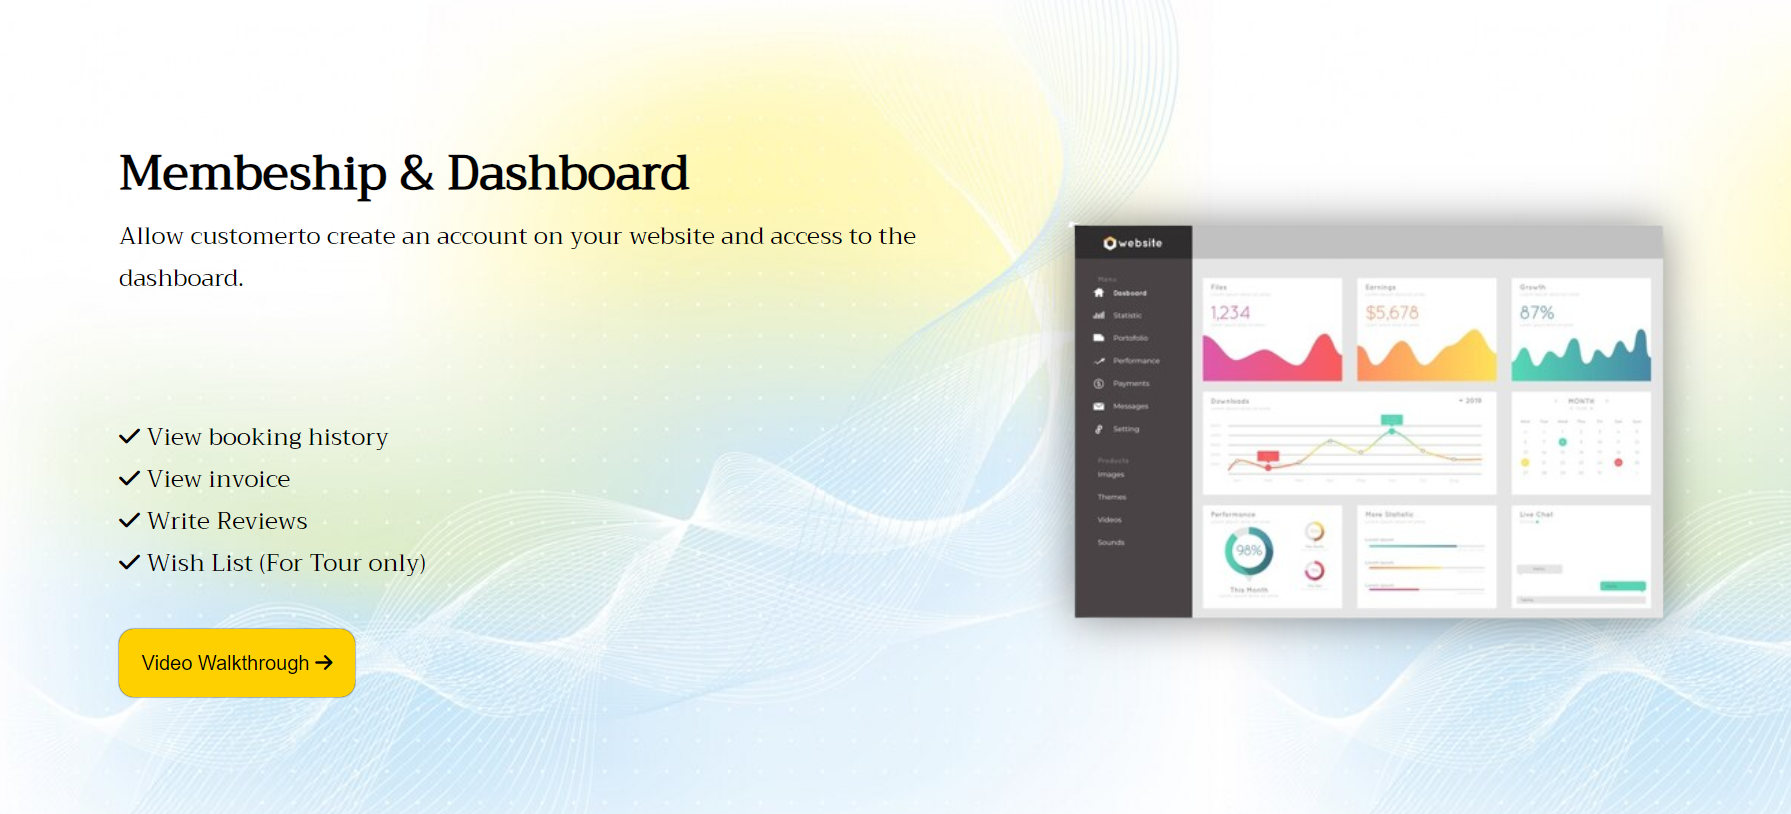 Membeship & Dashboard
Allow customerto create an account on your website and access to the
dashboard.
View booking history
View invoice
Write Reviews
Wish List (For Tour only)
Video Walkthrough
website
Menu
Dasboard
Statistic
Portofolio
Performance
Payments
Messages
Setting
Products
Images
Themes
Videos
Sounds
Files
1,234
Earnings
$5,678
Growth
87%
Downloads
2019
MONTH
Performance
98%
This Month
More Statistic
Live Chat